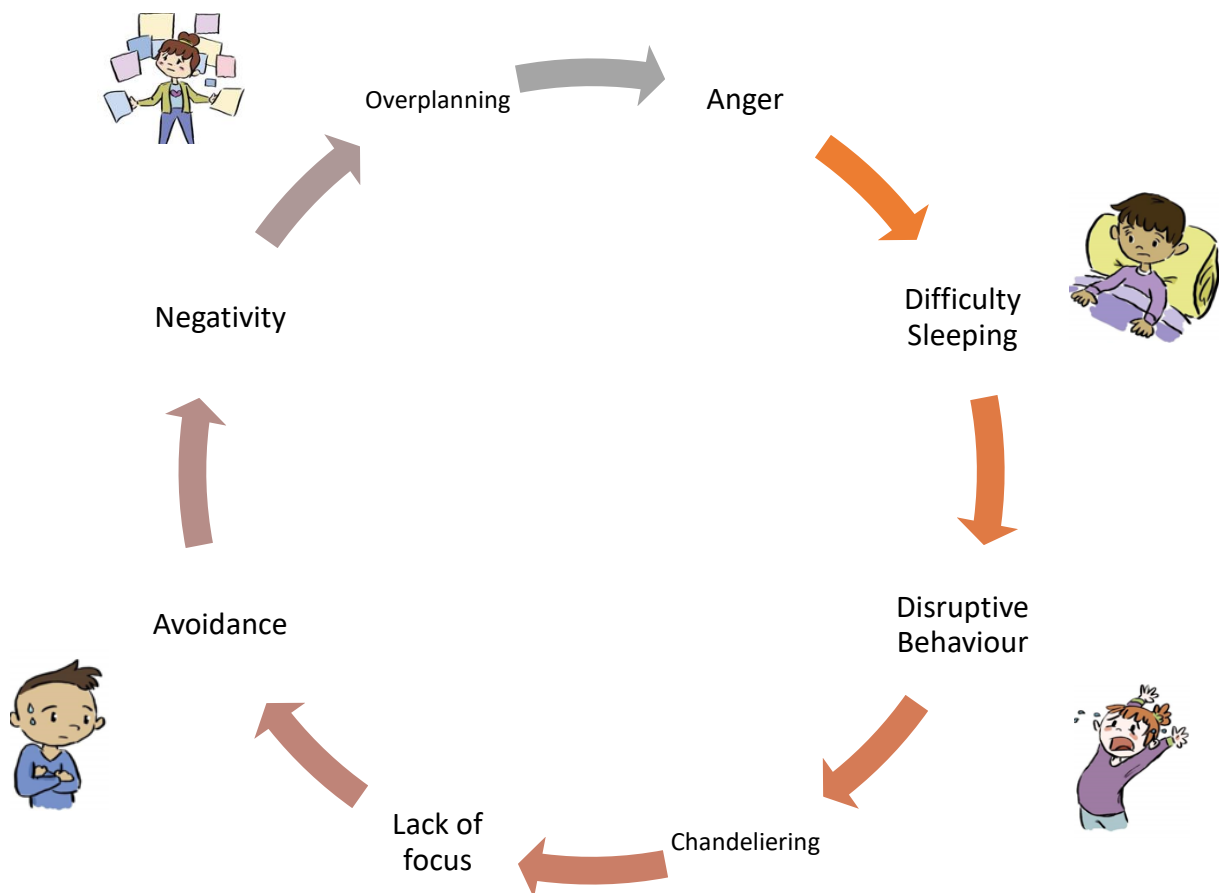 Overplanning
Anger
Difficulty
Sleeping
Disruptive
Behaviour
Chandeliering
Lack of
focus
Avoidance
Negativity